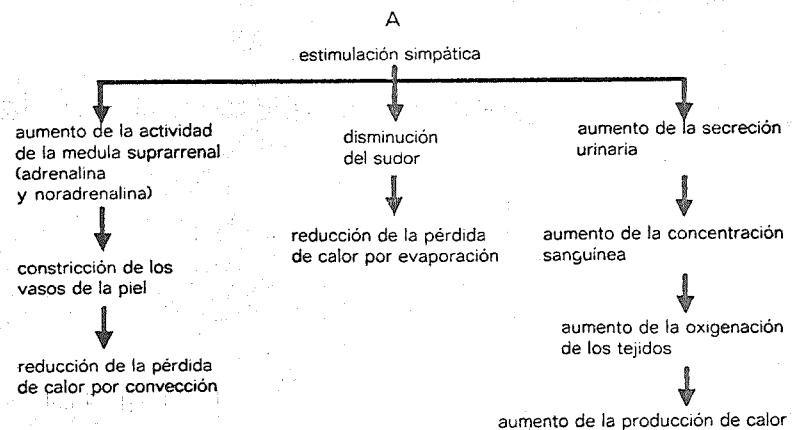 A
estimulación simpática
aumento de la actividad
de la medula suprarrenal
(adrenalina
y noradrenalina)
constricción de los
vasos de la piel
reducción de la pérdida
de calor por convección
disminución
del sudor
reducción de la pérdida
de calor por evaporación
aumento de la secreción
urinaria
aumento de la concentración
sanguínea
aumento de la oxigenación
de los tejidos
aumento de la producción de calor